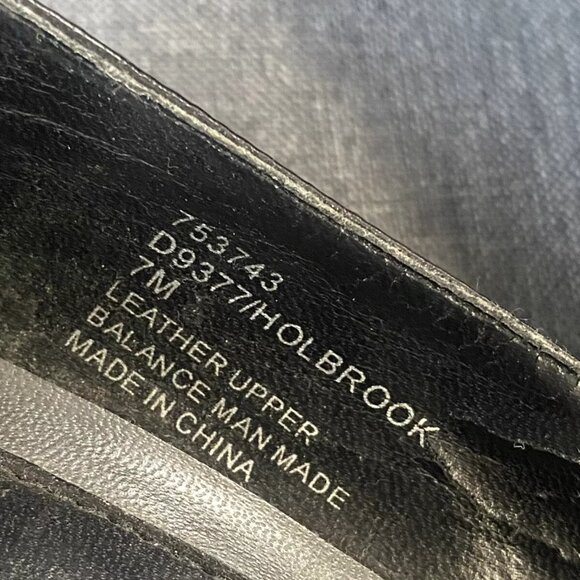 753743
D9377/HOLBROOK
7M
LEATHER UPPER
BALANCE MAN MADE
MADE IN CHINA